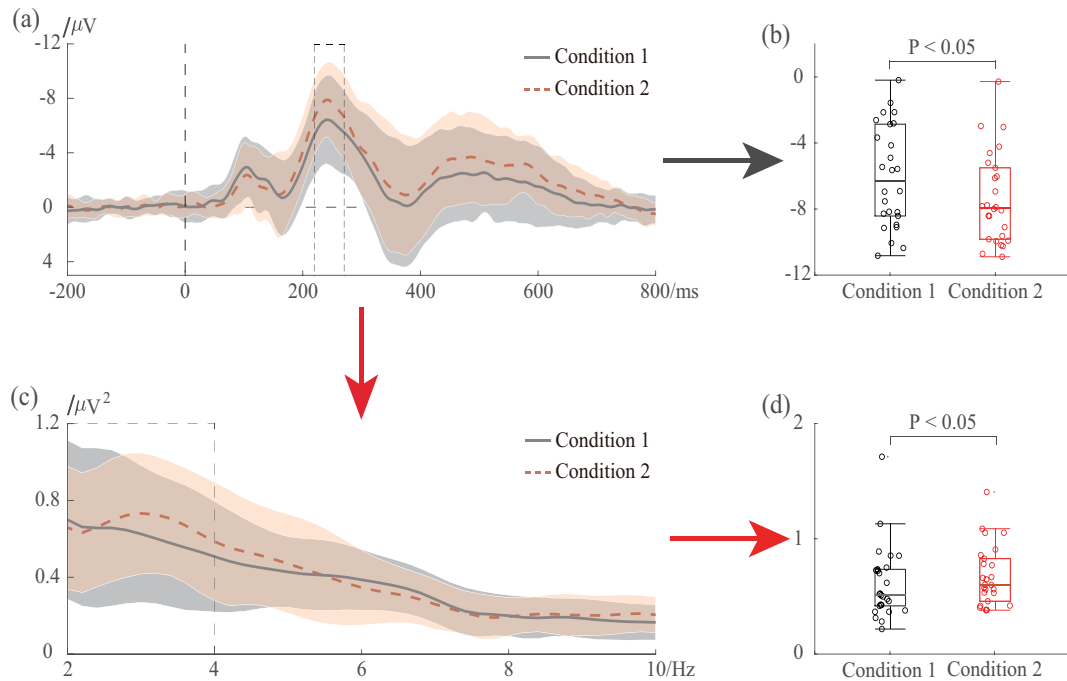 (a)
/μV
-12
-8
-4
0
4
-200
0
200
400
600
800/ms
Condition 1
Condition 2
(b)
P < 0.05
0
-4
-8
-12
Condition 1
Condition 2
(c)
/μV²
1.2
0.8
0.4
0
2
4
6
8
10/Hz
Condition 1
Condition 2
(d)
P < 0.05
2
1
0
Condition 1
Condition 2